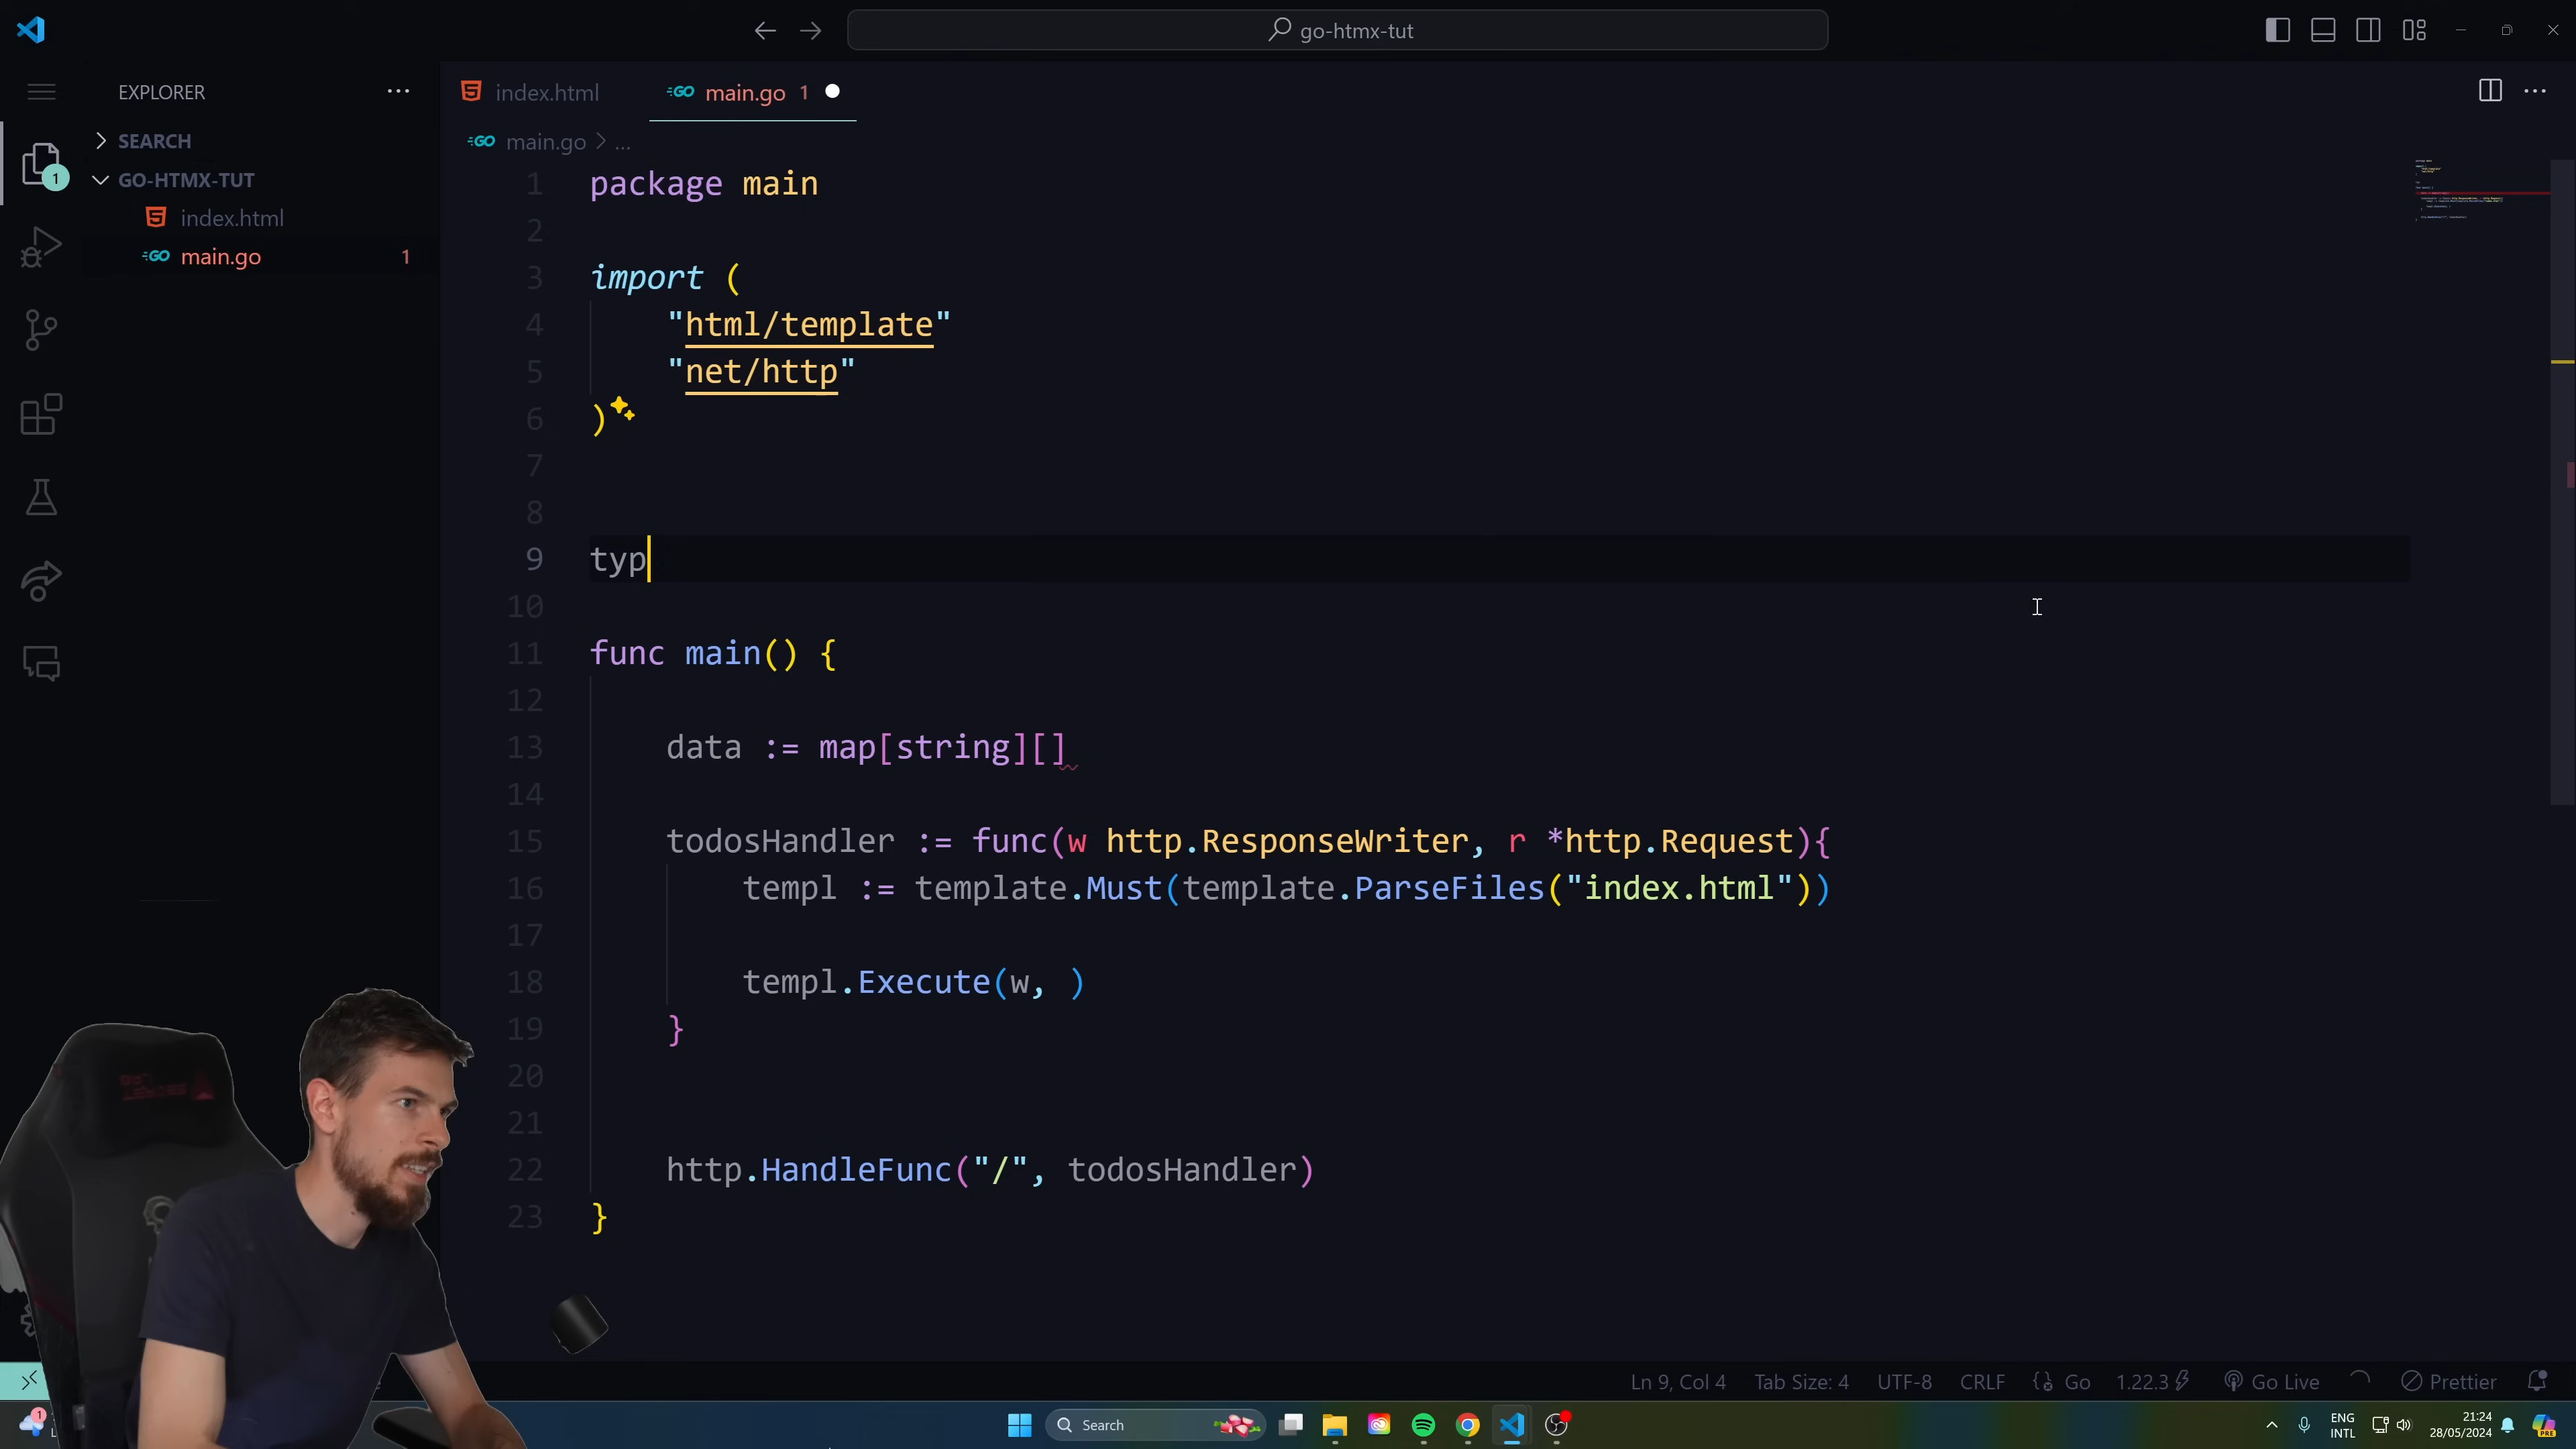 go-htmx-tut
EXPLORER
SEARCH
GO-HTMX-TUT
index.html
main.go 1
1
index.html
main.go 1
main.go > ...
1 package main
2
3 import (
4 "html/template"
5 "net/http"
6 )
7
8
9 typ
10
11 func main() {
12
13 data := map[string][]
14
15 todosHandler := func(w http.ResponseWriter, r *http.Request){
16 templ := template.Must(template.ParseFiles("index.html"))
17
18 templ.Execute(w, )
19 }
20
21
22 http.HandleFunc("/", todosHandler)
23 }
Ln 9, Col 4 Tab Size: 4 UTF-8 CRLF Go 1.22.3 Go Live Prettier
1 Search ENG INTL 21:24 28/05/2024 PRE